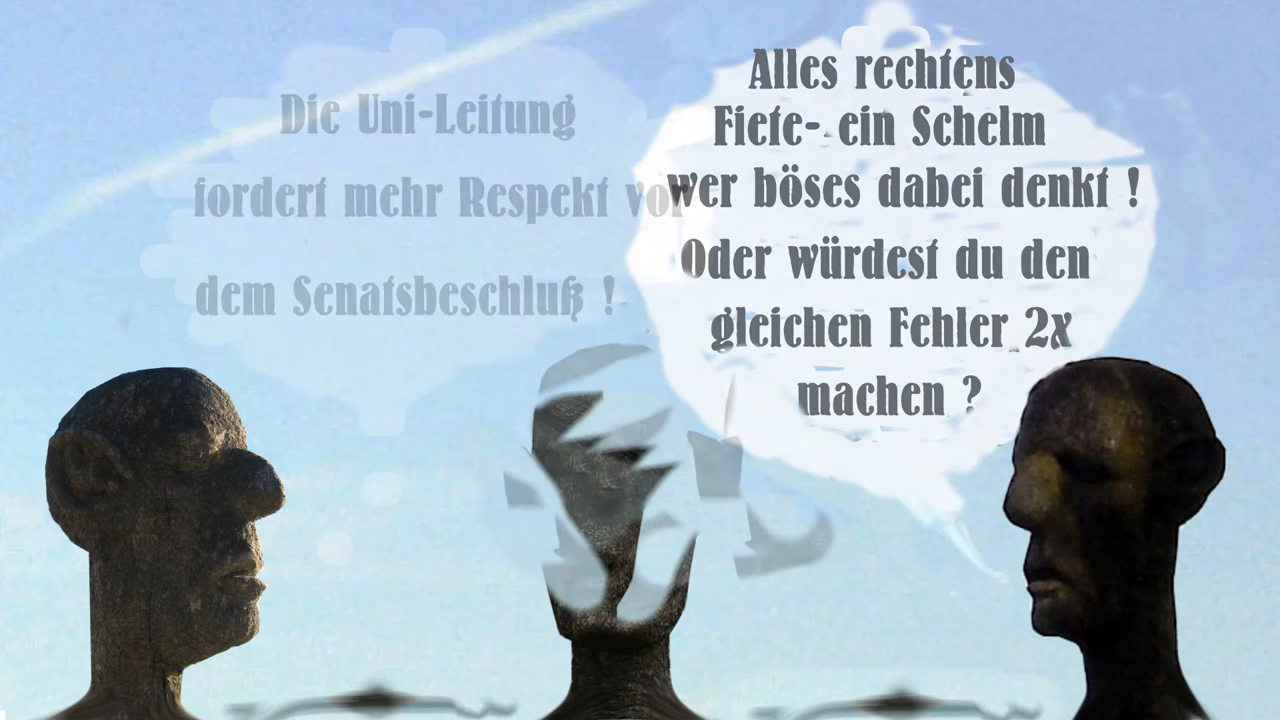 Die Uni-Leitung
fordert mehr Respekt vor
dem Senatsbeschluß !
Alles rechtens
Fiete- ein Schelm
wer böses dabei denkt !
Oder würdest du den
gleichen Fehler 2x
machen ?